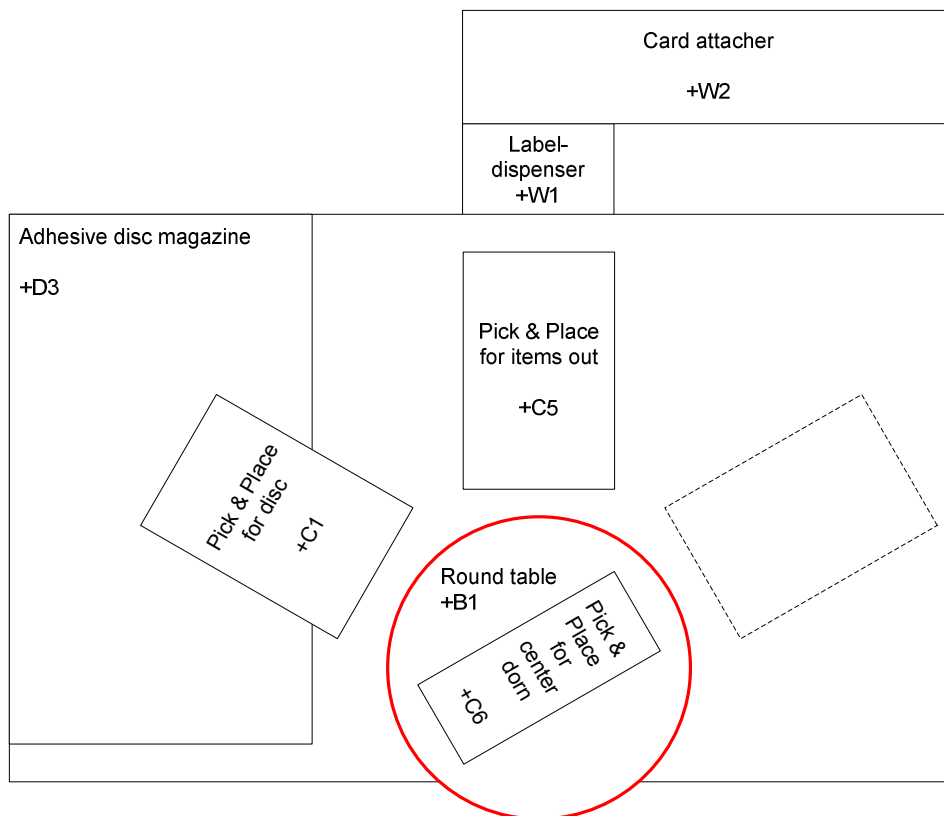 Card attacher
+W2
Label-
dispenser
+W1
Adhesive disc magazine
+D3
Pick & Place
for items out
+C5
Pick & Place
for disc
+C1
Round table
+B1
Pick &
Place
for
center
dorn
+C6